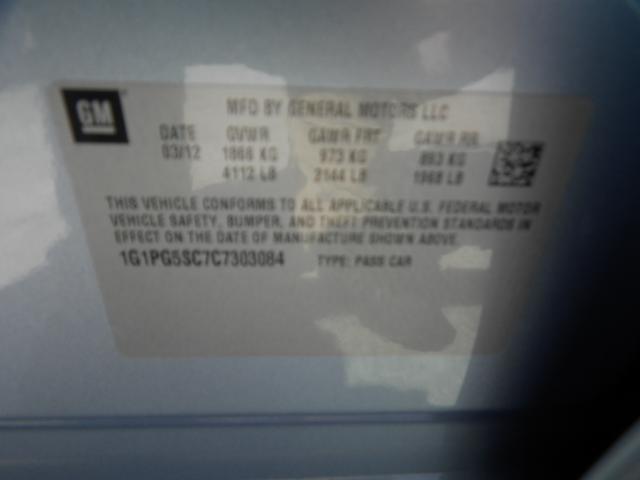 GM
MFD BY GENERAL MOTORS LLC
DATE GVWR GAWR FRT GAWR RR
03/12 1866 KG 973 KG 893 KG
4112 LB 2144 LB 1968 LB
THIS VEHICLE CONFORMS TO ALL APPLICABLE U.S. FEDERAL MOTOR
VEHICLE SAFETY, BUMPER, AND THEFT PREVENTION STANDARDS IN
EFFECT ON THE DATE OF MANUFACTURE SHOWN ABOVE.
1G1PG5SC7C7303084 TYPE: PASS CAR